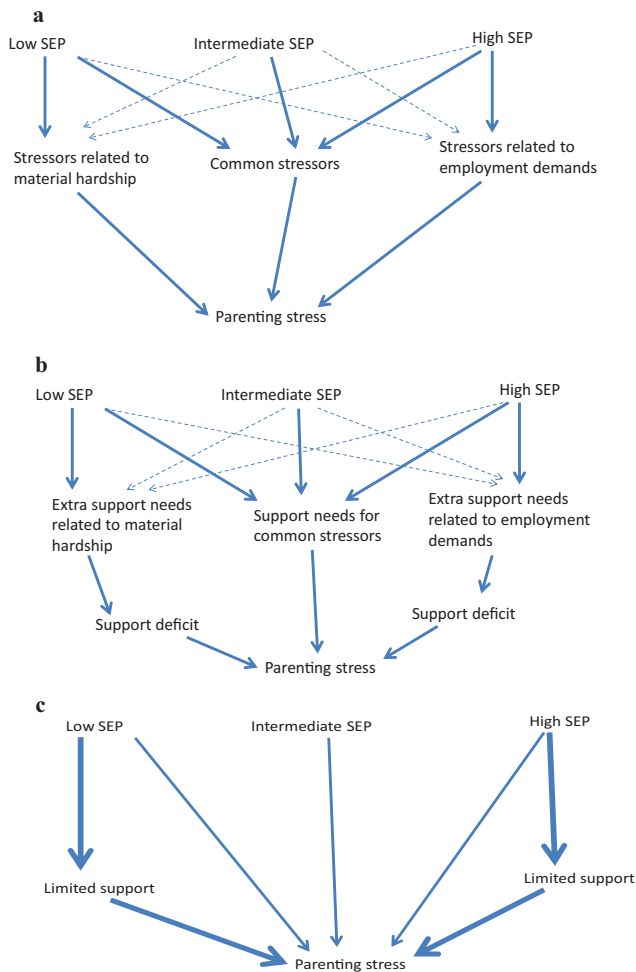 a
Low SEP
Intermediate SEP
High SEP
Stressors related to
material hardship
Common stressors
Stressors related to
employment demands
Parenting stress
b
Low SEP
Intermediate SEP
High SEP
Extra support needs
related to material
hardship
Support needs for
common stressors
Extra support needs
related to employment
demands
Support deficit
Support deficit
Parenting stress
c
Low SEP
Intermediate SEP
High SEP
Limited support
Limited support
Parenting stress